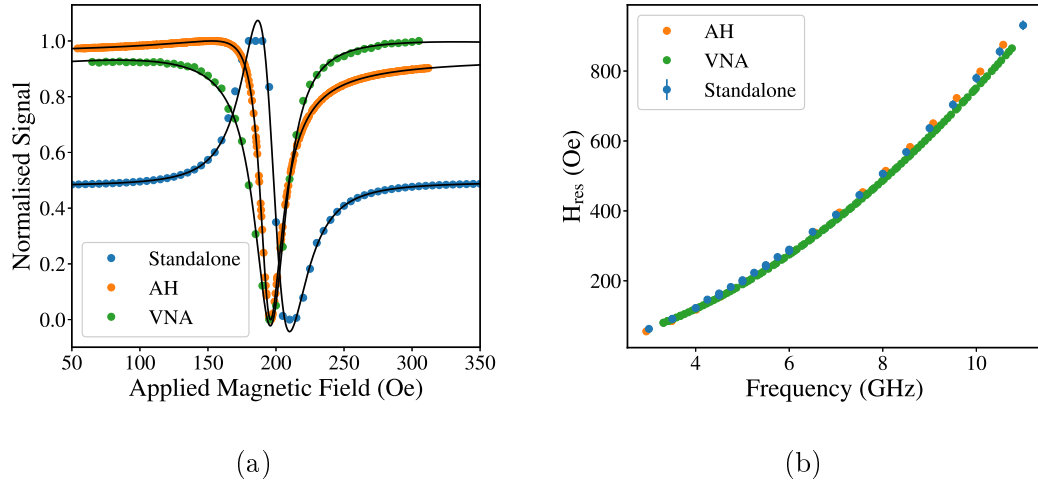 Normalised Signal
1.0
0.8
0.6
0.4
0.2
0.0
Standalone
AH
VNA
50 100 150 200 250 300 350
Applied Magnetic Field (Oe)
(a)
H_res (Oe)
800
600
400
200
AH
VNA
Standalone
4 6 8 10
Frequency (GHz)
(b)